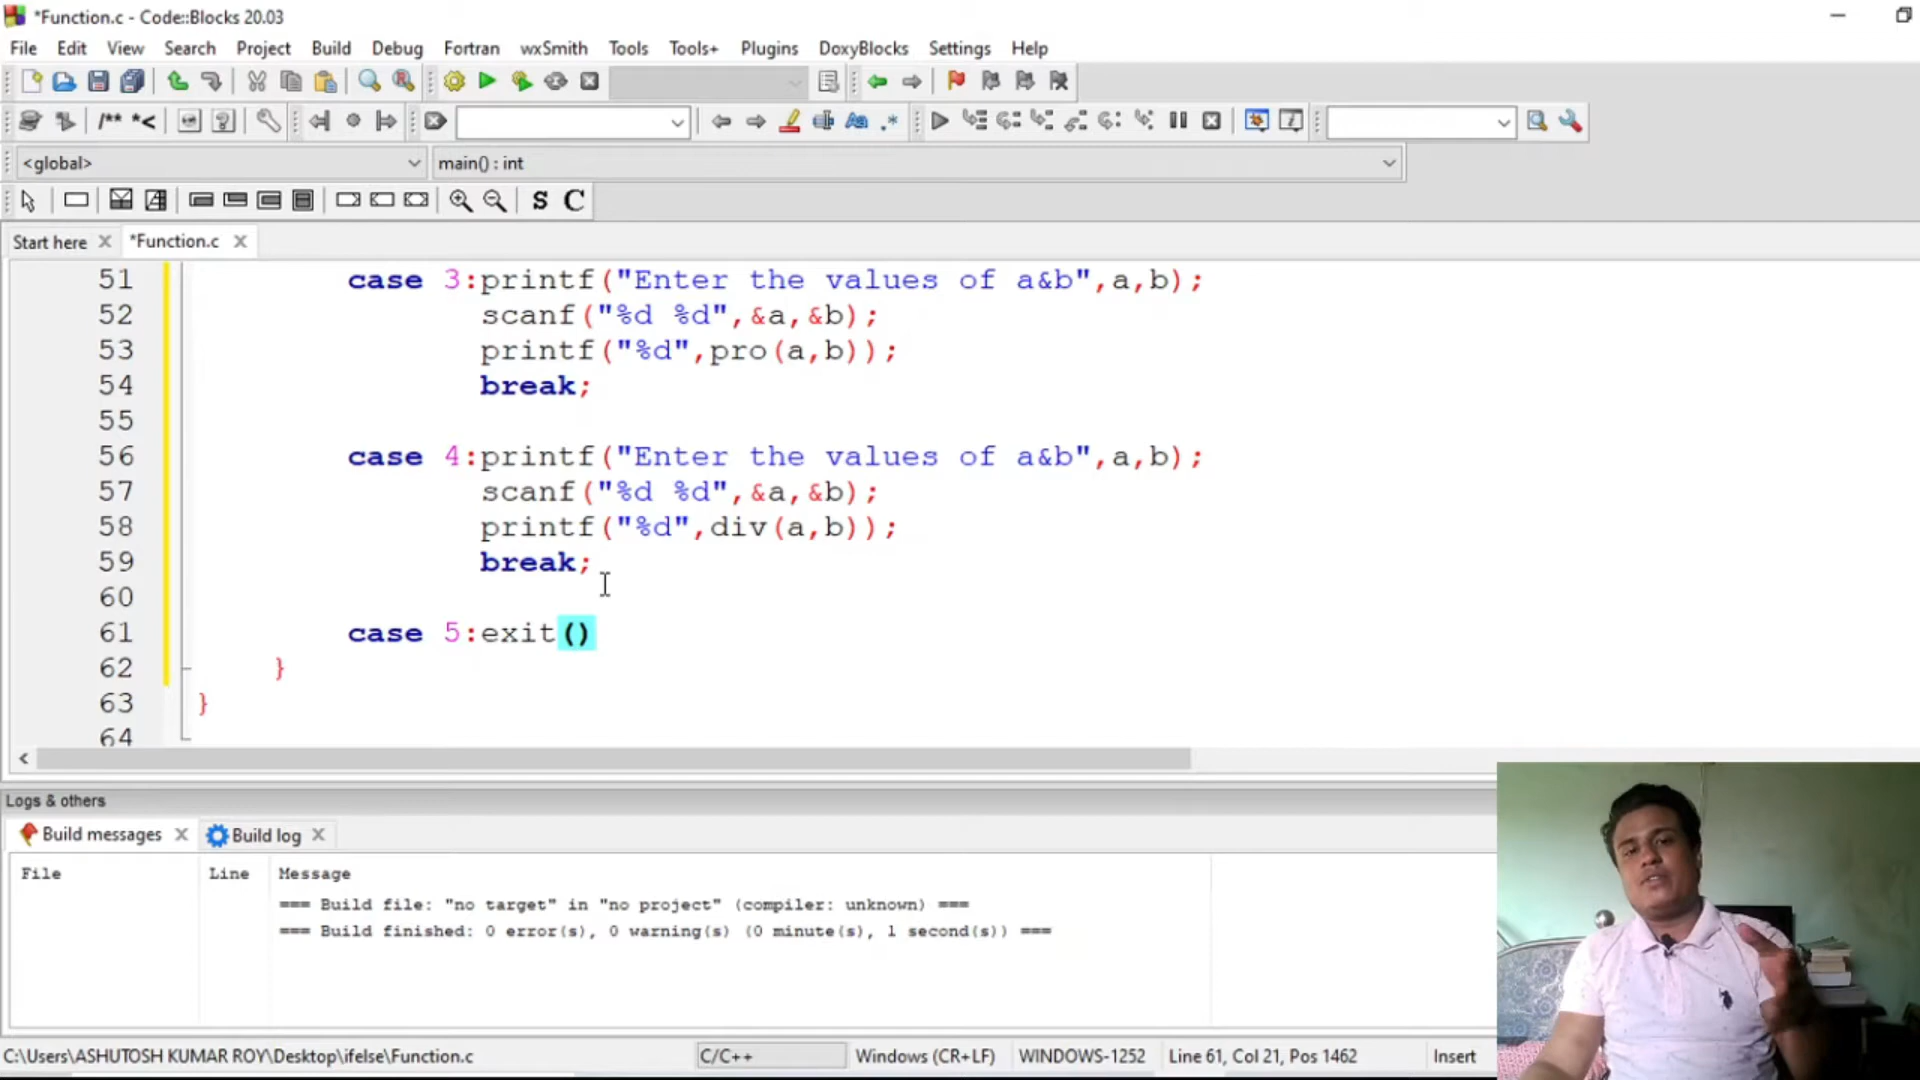 *Function.c - Code::Blocks 20.03
File Edit View Search Project Build Debug Fortran wxSmith Tools Tools+ Plugins DoxyBlocks Settings Help
/** *<
<global> main() : int
S C
Start here *Function.c
51 case 3:printf("Enter the values of a&b",a,b);
52 scanf("%d %d",&a,&b);
53 printf("%d",pro(a,b));
54 break;
55
56 case 4:printf("Enter the values of a&b",a,b);
57 scanf("%d %d",&a,&b);
58 printf("%d",div(a,b));
59 break;
60
61 case 5:exit()
62 }
63 }
64
Logs & others
Build messages Build log
File Line Message
=== Build file: "no target" in "no project" (compiler: unknown) ===
=== Build finished: 0 error(s), 0 warning(s) (0 minute(s), 1 second(s)) ===
C:\Users\ASHUTOSH KUMAR ROY\Desktop\ifelse\Function.c C/C++ Windows (CR+LF) WINDOWS-1252 Line 61, Col 21, Pos 1462 Insert